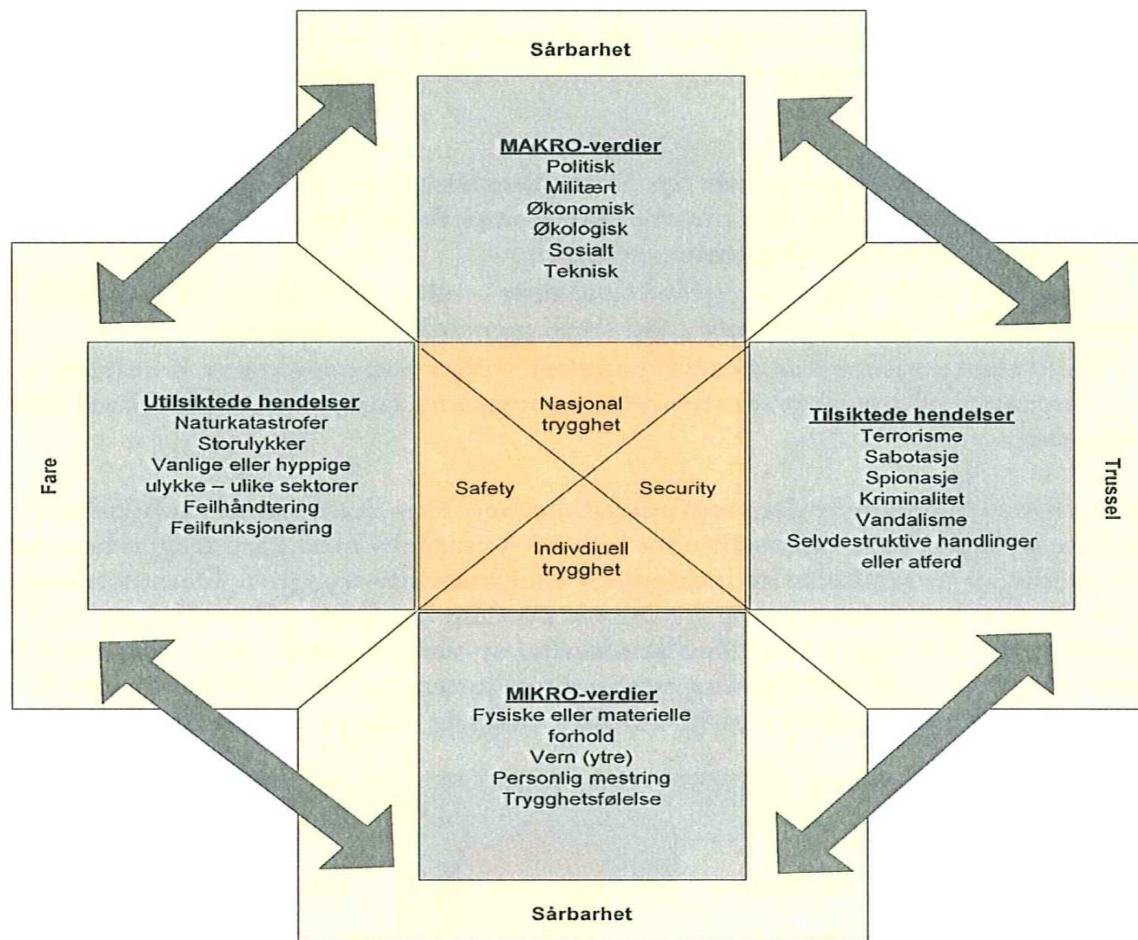 Sårbarhet
MAKRO-verdier
Politisk
Militært
Økonomisk
Økologisk
Sosialt
Teknisk
Fare
Utilsiktede hendelser
Naturkatastrofer
Storulykker
Vanlige eller hyppige
ulykke – ulike sektorer
Feilhåndtering
Feilfunksjonering
Nasjonal
trygghet
Safety
Security
Indivdiuell
trygghet
Tilsiktede hendelser
Terrorisme
Sabotasje
Spionasje
Kriminalitet
Vandalisme
Selvdestruktive handlinger
eller atferd
Trussel
MIKRO-verdier
Fysiske eller materielle
forhold
Vern (ytre)
Personlig mestring
Trygghetsfølelse
Sårbarhet